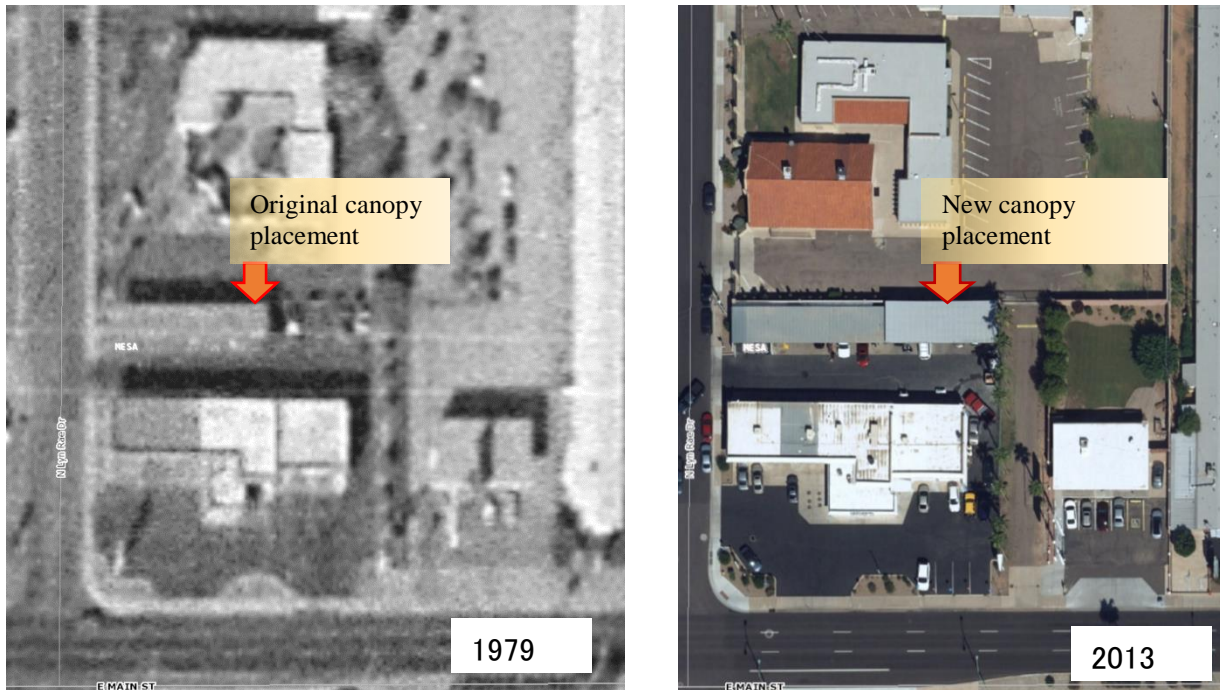 Original canopy
placement
MESA
N Lyn Rae Dr
1979
E MAIN ST
New canopy
placement
MESA
N Lyn Rae Dr
2013
E MAIN ST